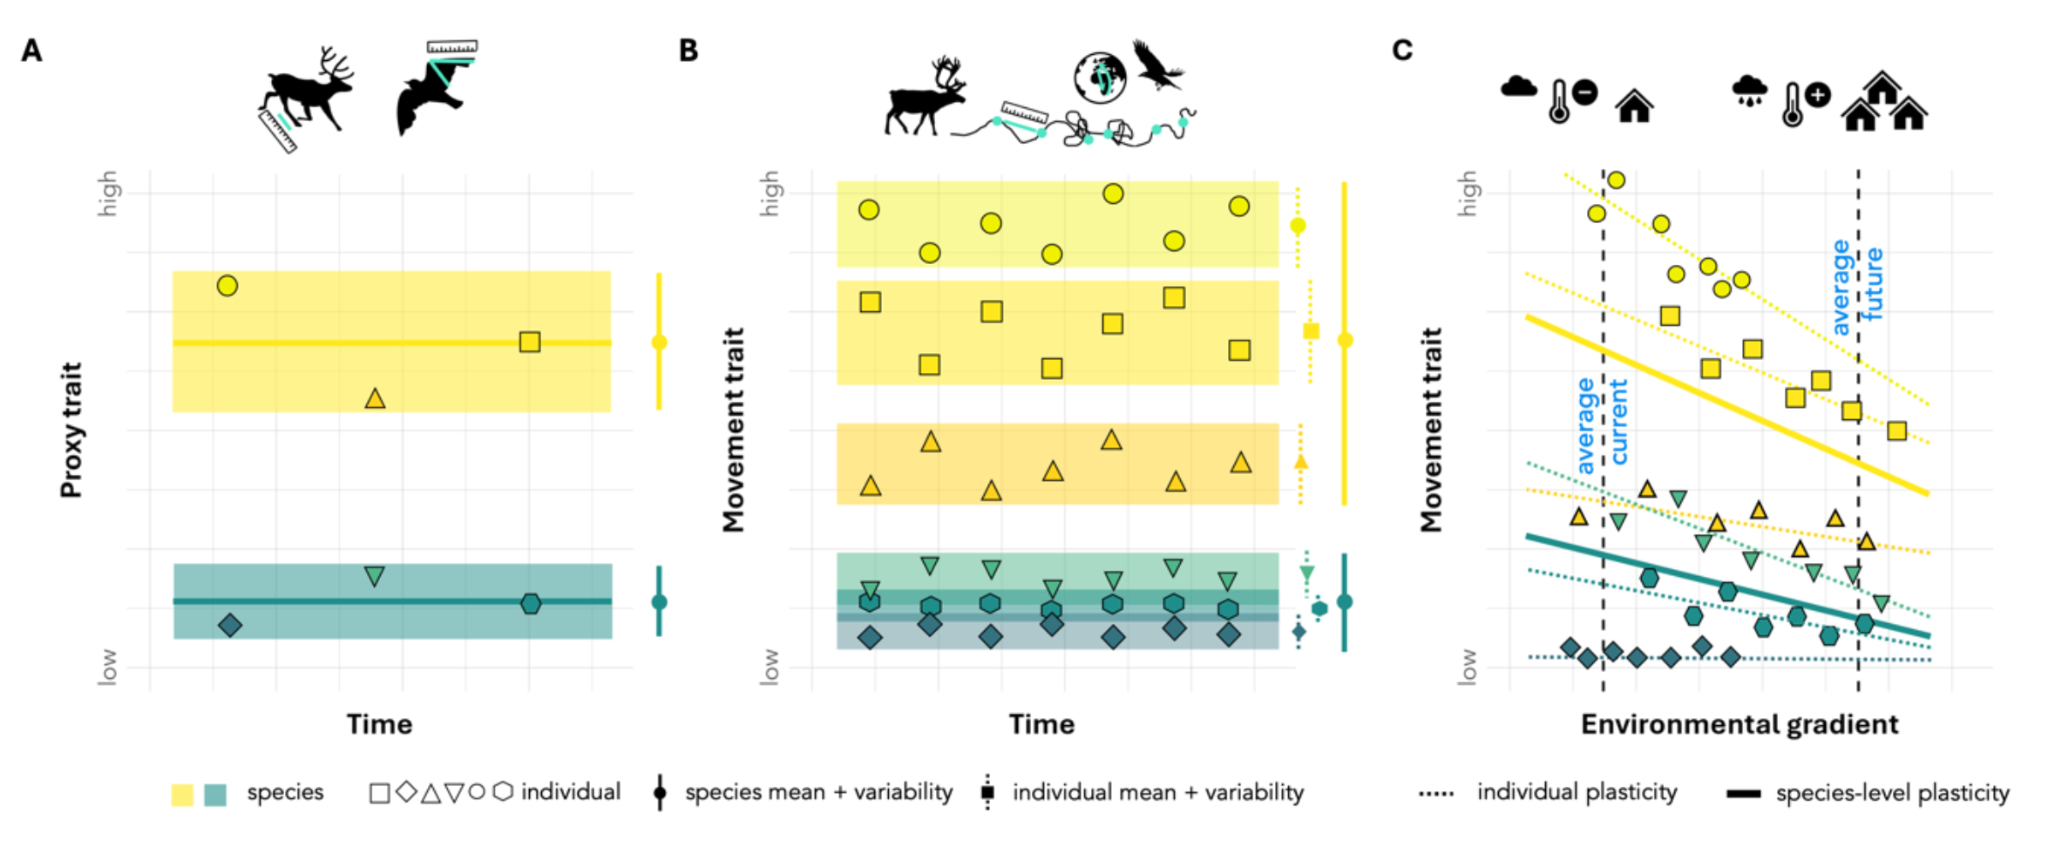 A
B
C
high
low
Proxy trait
Time
high
low
Movement trait
Time
high
low
Movement trait
average
current
average
future
Environmental gradient
species
individual
species mean + variability
individual mean + variability
individual plasticity
species-level plasticity